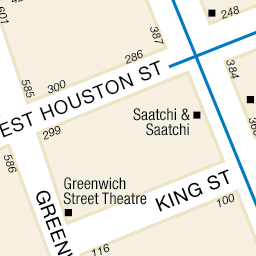 601
248
387
286
300
585
384
EST HOUSTON ST
Saatchi &
Saatchi
299
586
Greenwich
Street Theatre
KING ST
100
GREEN
116